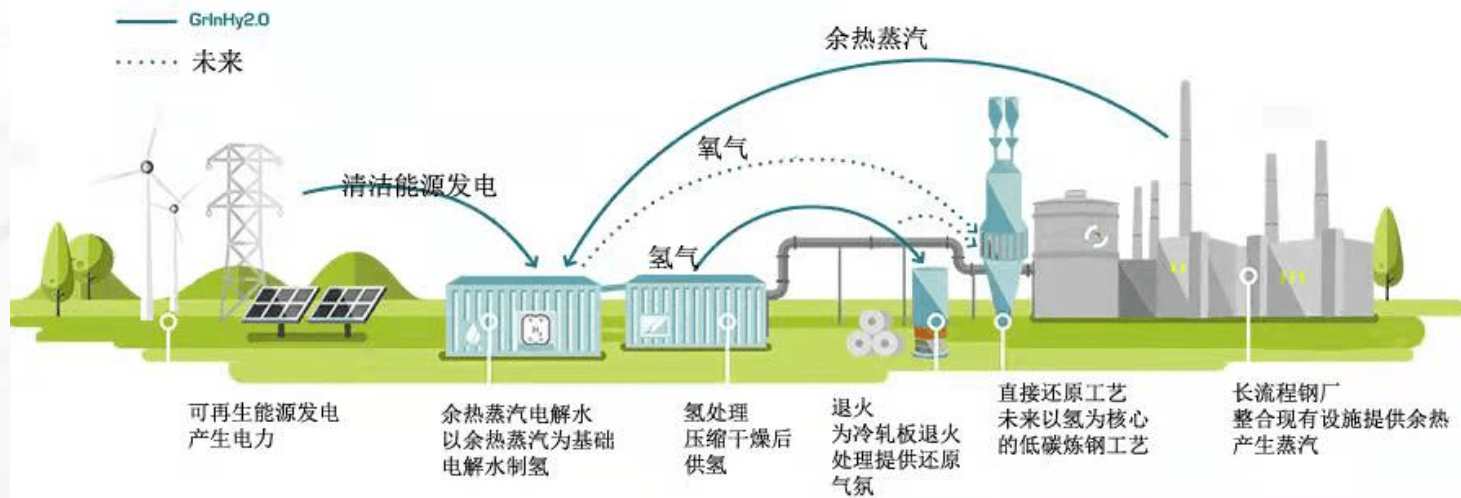 GrInHy2.0
未来
余热蒸汽
氧气
清洁能源发电
氢气
H₂
可再生能源发电
产生电力
余热蒸汽电解水
以余热蒸汽为基础
电解水制氢
氢处理
压缩干燥后
供氢
退火
为冷轧板退火
处理提供还原
气氛
直接还原工艺
未来以氢为核心
的低碳炼钢工艺
长流程钢厂
整合现有设施提供余热
产生蒸汽